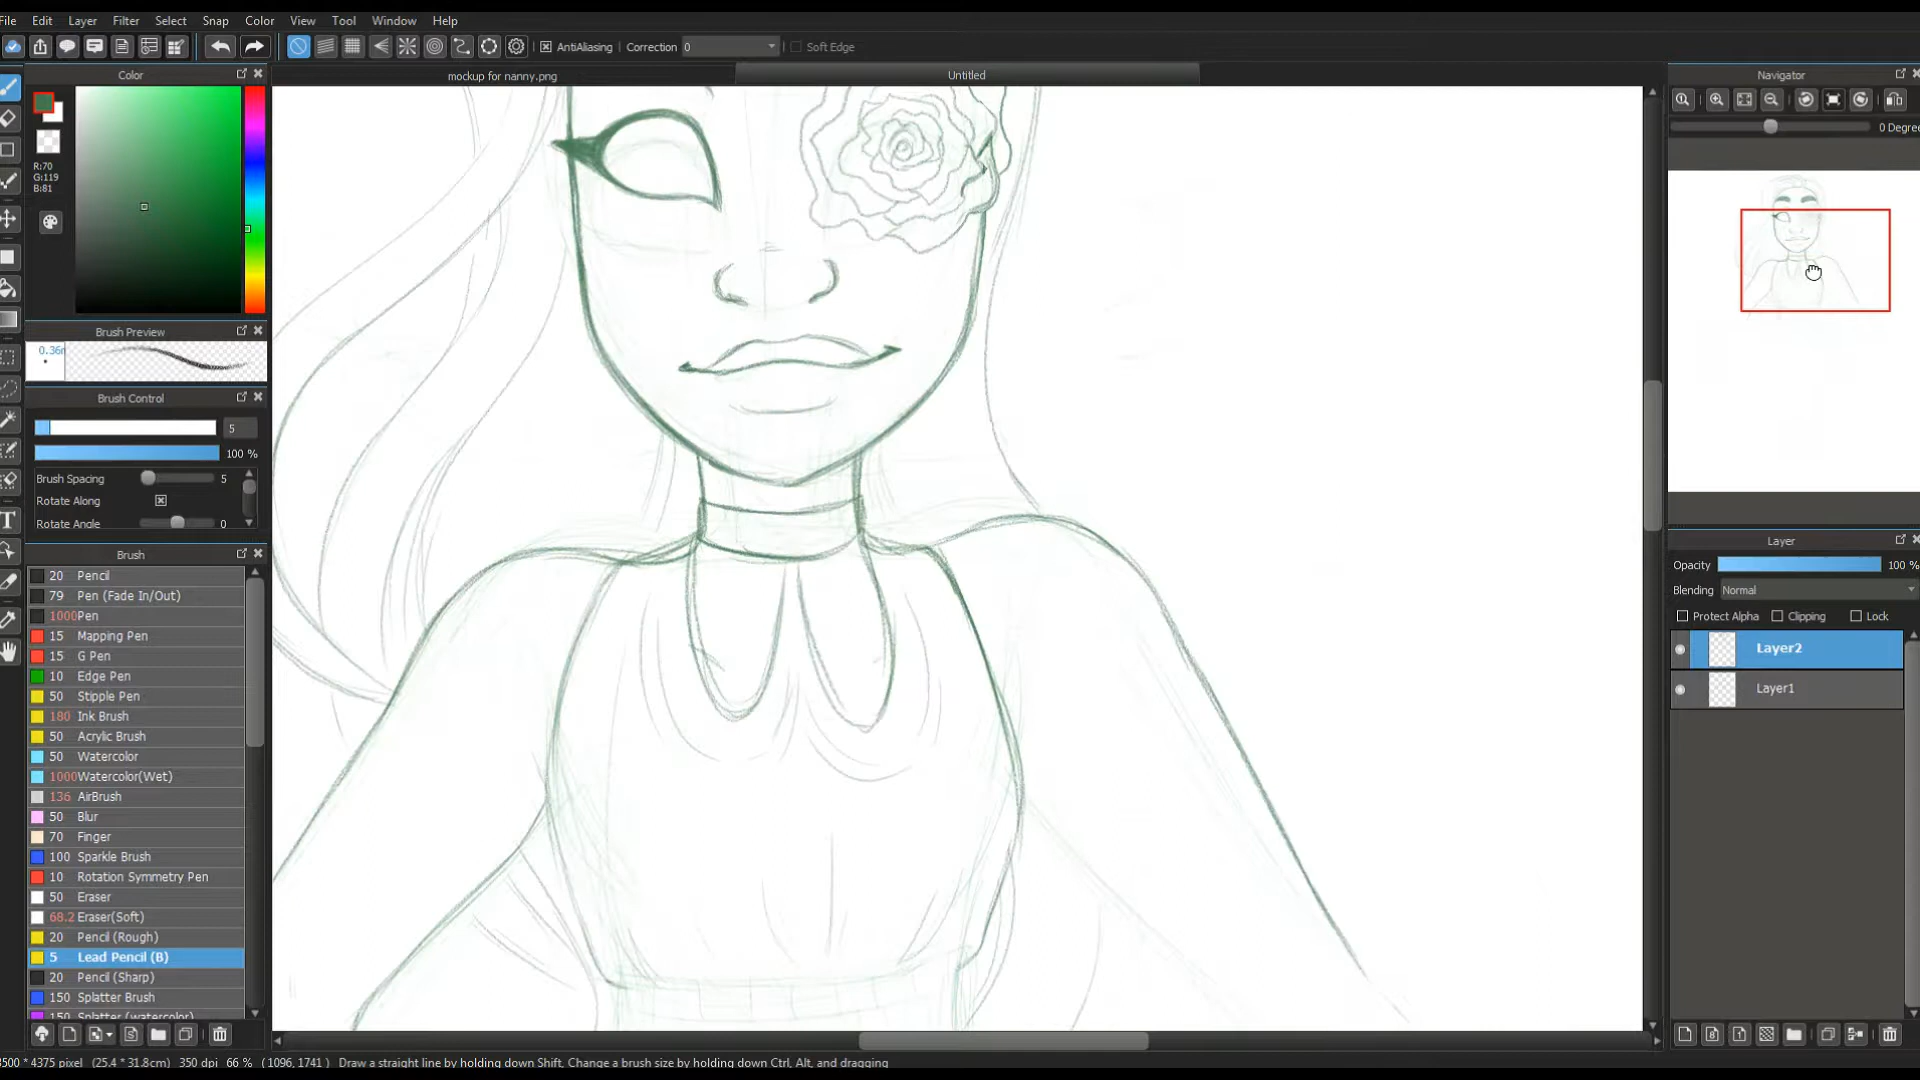 File Edit Layer Filter Select Snap Color View Tool Window Help
AntiAliasing Correction 0 Soft Edge
Color
mockup for nanny.png
Untitled
Navigator
0 Degree
R:70
G:119
B:81
Brush Preview
0.36
Brush Control
5
100 %
Brush Spacing 5
Rotate Along
Rotate Angle 0
Brush
20 Pencil
79 Pen (Fade In/Out)
1000 Pen
15 Mapping Pen
15 G Pen
10 Edge Pen
50 Stipple Pen
180 Ink Brush
50 Acrylic Brush
50 Watercolor
1000 Watercolor(Wet)
136 AirBrush
50 Blur
70 Finger
100 Sparkle Brush
10 Rotation Symmetry Pen
50 Eraser
68.2 Eraser(Soft)
20 Pencil (Rough)
5 Lead Pencil (B)
20 Pencil (Sharp)
150 Splatter Brush
150 Splatter (watercolor)
Layer
Opacity 100 %
Blending Normal
Protect Alpha Clipping Lock
Layer2
Layer1
3500 * 4375 pixel (25.4 * 31.8cm) 350 dpi 66 % (1096, 1741) Draw a straight line by holding down Shift, Change a brush size by holding down Ctrl, Alt, and dragging